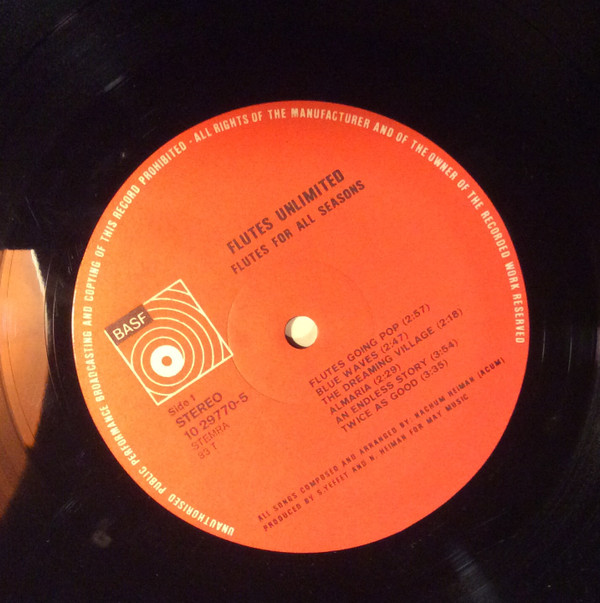 UNAUTHORISED PUBLIC PERFORMANCE BROADCASTING AND COPYING OF THIS RECORD PROHIBITED - ALL RIGHTS OF THE MANUFACTURER AND OF THE OWNER OF THE RECORDED WORK RESERVED
FLUTES UNLIMITED
FLUTES FOR ALL SEASONS
BASF
Side 1
STEREO
10 29770-5
STEMRA
93 T
FLUTES GOING POP (2:57)
BLUE WAVES (2:47)
THE DREAMING VILLAGE (2:18)
ALMARIA (2:29)
AN ENDLESS STORY (3:54)
TWICE AS GOOD (3:35)
ALL SONGS COMPOSED AND ARRANGED BY: NACHUM HEIMAN (ACUM)
PRODUCED BY S.YEFET AND N. HEIMAN FOR MAY MUSIC